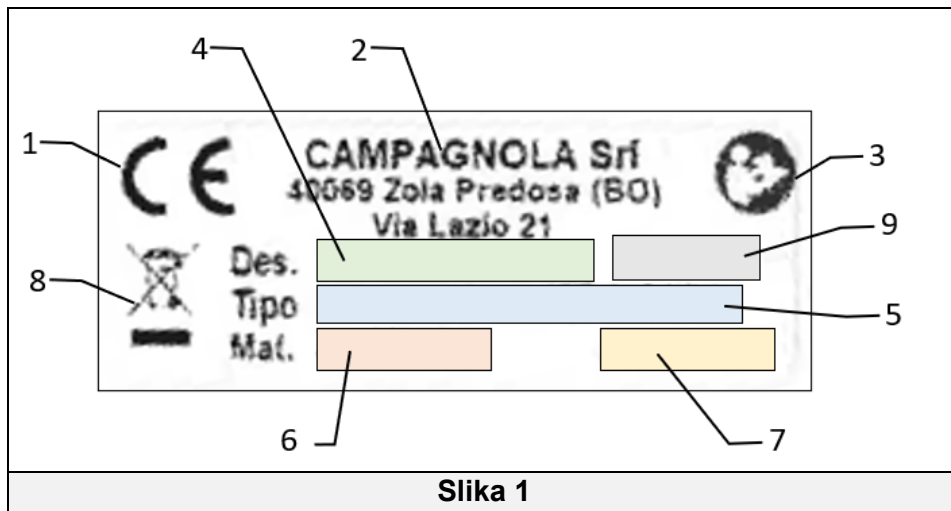 4 2
1 CE CAMPAGNOLA Srl 3
40069 Zola Predosa (BO)
Via Lazio 21
9
8 Des.
Tipo 5
Mat.
6 7
Slika 1